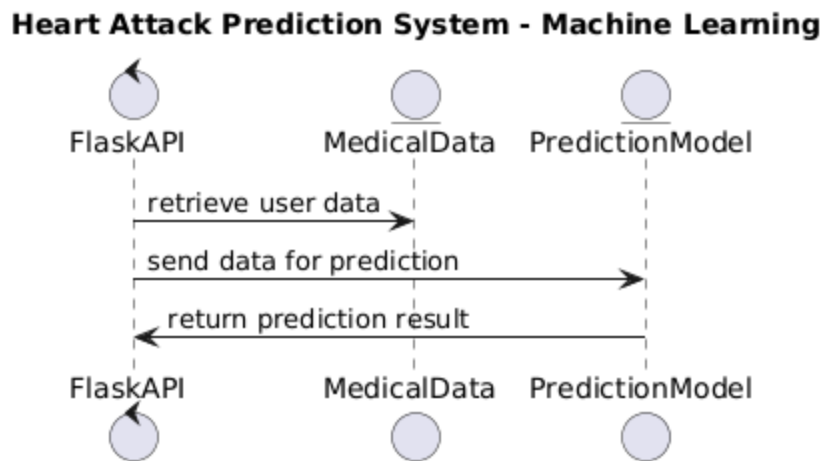 Heart Attack Prediction System - Machine Learning
FlaskAPI MedicalData PredictionModel
retrieve user data
send data for prediction
return prediction result
FlaskAPI MedicalData PredictionModel